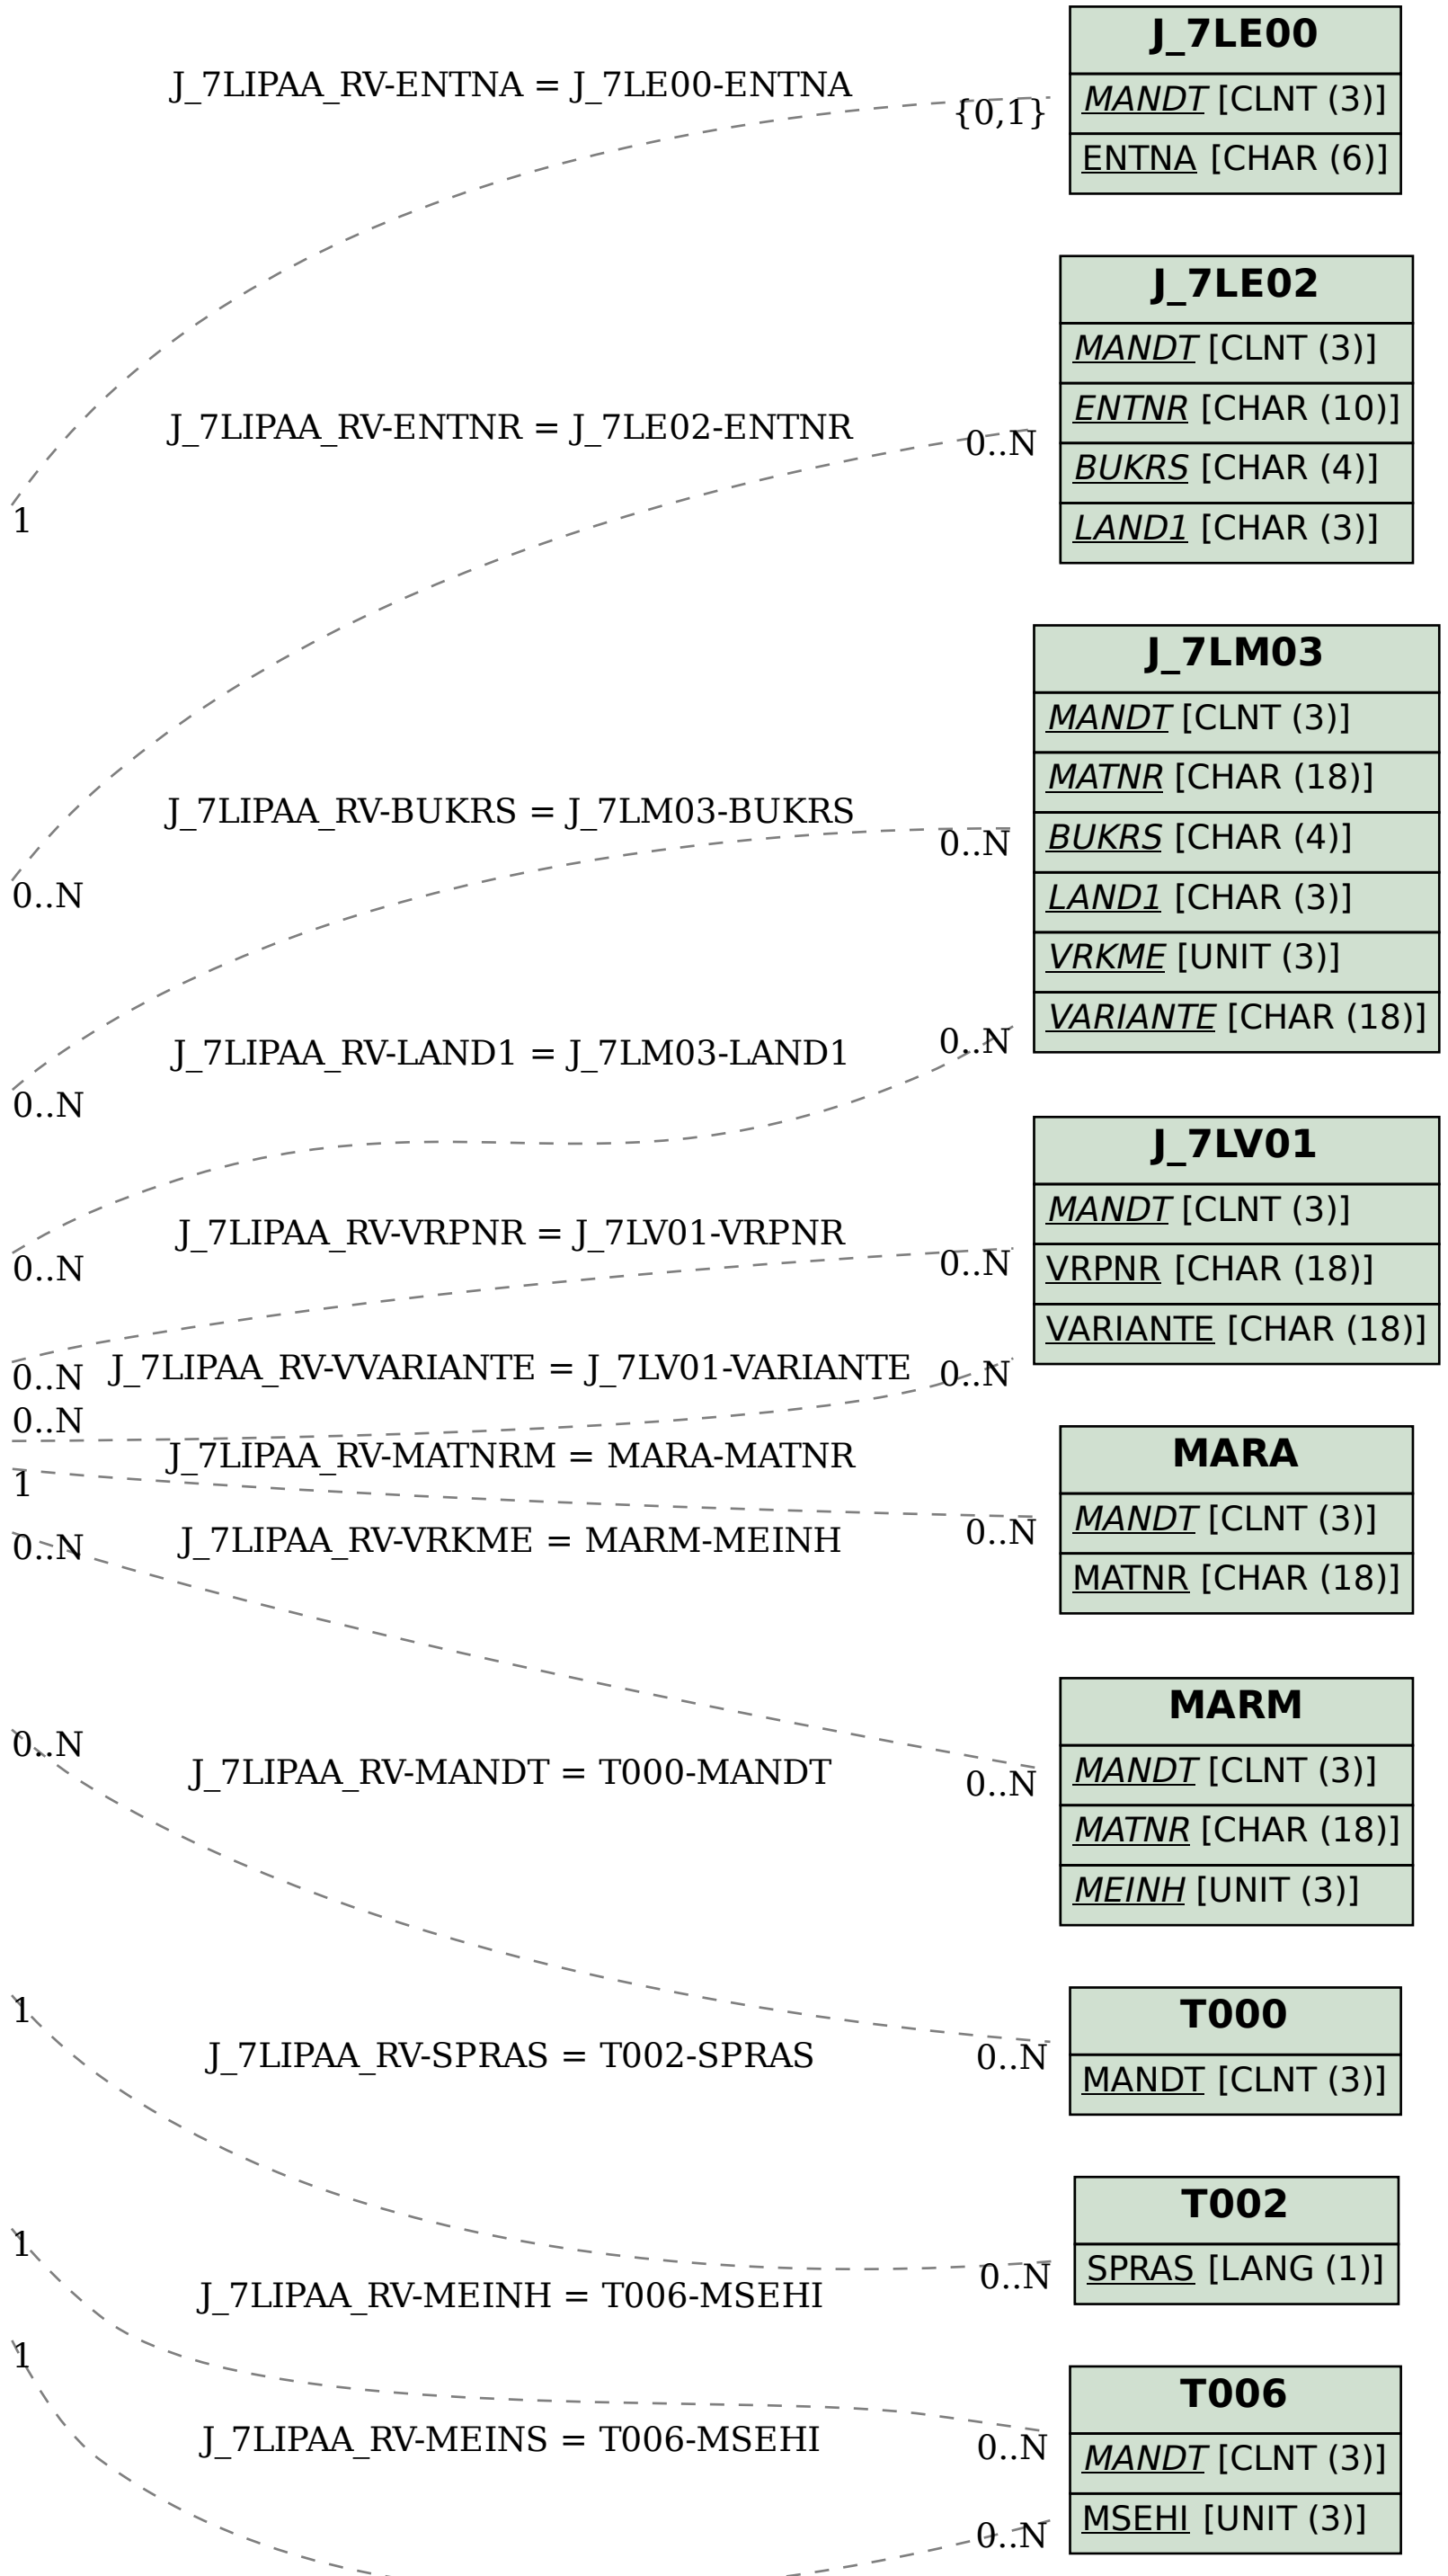 J_7LE00
J_7LIPAA_RV-ENTNA = J_7LE00-ENTNA
{0,1}
MANDT [CLNT (3)]
ENTNA [CHAR (6)]
J_7LE02
MANDT [CLNT (3)]
ENTNR [CHAR (10)]
J_7LIPAA_RV-ENTNR = J_7LE02-ENTNR
0..N
BUKRS [CHAR (4)]
1
LAND1 [CHAR (3)]
J_7LM03
MANDT [CLNT (3)]
MATNR [CHAR (18)]
J_7LIPAA_RV-BUKRS = J_7LM03-BUKRS
0..N
BUKRS [CHAR (4)]
0..N
LAND1 [CHAR (3)]
VRKME [UNIT (3)]
VARIANTE [CHAR (18)]
J_7LIPAA_RV-LAND1 = J_7LM03-LAND1
0..N
0..N
J_7LV01
MANDT [CLNT (3)]
J_7LIPAA_RV-VRPNR = J_7LV01-VRPNR
0..N
0..N
VRPNR [CHAR (18)]
VARIANTE [CHAR (18)]
0..N
J_7LIPAA_RV-VVARIANTE = J_7LV01-VARIANTE
0..N
0..N
J_7LIPAA_RV-MATNRM = MARA-MATNR
MARA
1
MANDT [CLNT (3)]
0..N
J_7LIPAA_RV-VRKME = MARM-MEINH
0..N
MATNR [CHAR (18)]
MARM
0..N
J_7LIPAA_RV-MANDT = T000-MANDT
0..N
MANDT [CLNT (3)]
MATNR [CHAR (18)]
MEINH [UNIT (3)]
1
T000
J_7LIPAA_RV-SPRAS = T002-SPRAS
0..N
MANDT [CLNT (3)]
T002
1
SPRAS [LANG (1)]
0..N
J_7LIPAA_RV-MEINH = T006-MSEHI
1
T006
J_7LIPAA_RV-MEINS = T006-MSEHI
0..N
MANDT [CLNT (3)]
MSEHI [UNIT (3)]
0..N